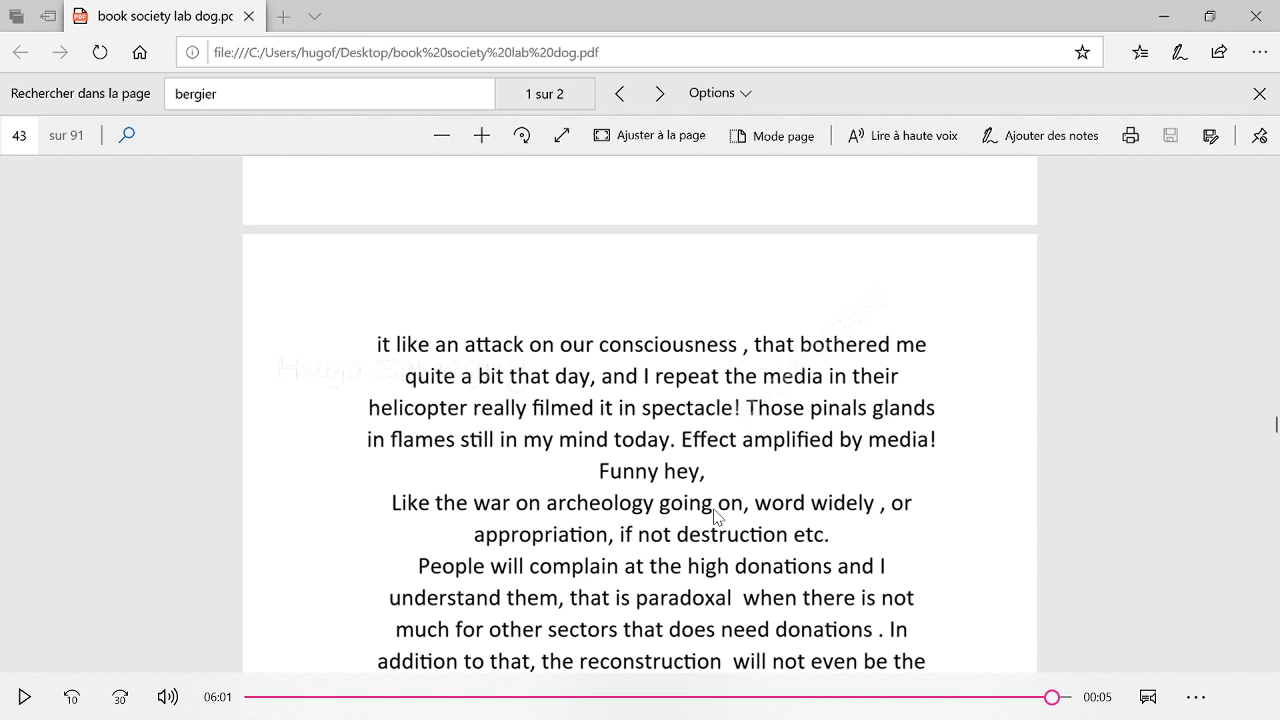 book society lab dog.pc
file:///C:/Users/hugof/Desktop/book%20society%20lab%20dog.pdf
Rechercher dans la page
bergier
1 sur 2
Options
43
sur 91
Ajuster à la page
Mode page
Lire à haute voix
Ajouter des notes
it like an attack on our consciousness , that bothered me
quite a bit that day, and I repeat the media in their
helicopter really filmed it in spectacle! Those pinals glands
in flames still in my mind today. Effect amplified by media!
Funny hey,
Like the war on archeology going on, word widely , or
appropriation, if not destruction etc.
People will complain at the high donations and I
understand them, that is paradoxal  when there is not
much for other sectors that does need donations . In
addition to that, the reconstruction  will not even be the
10
30
06:01
00:05